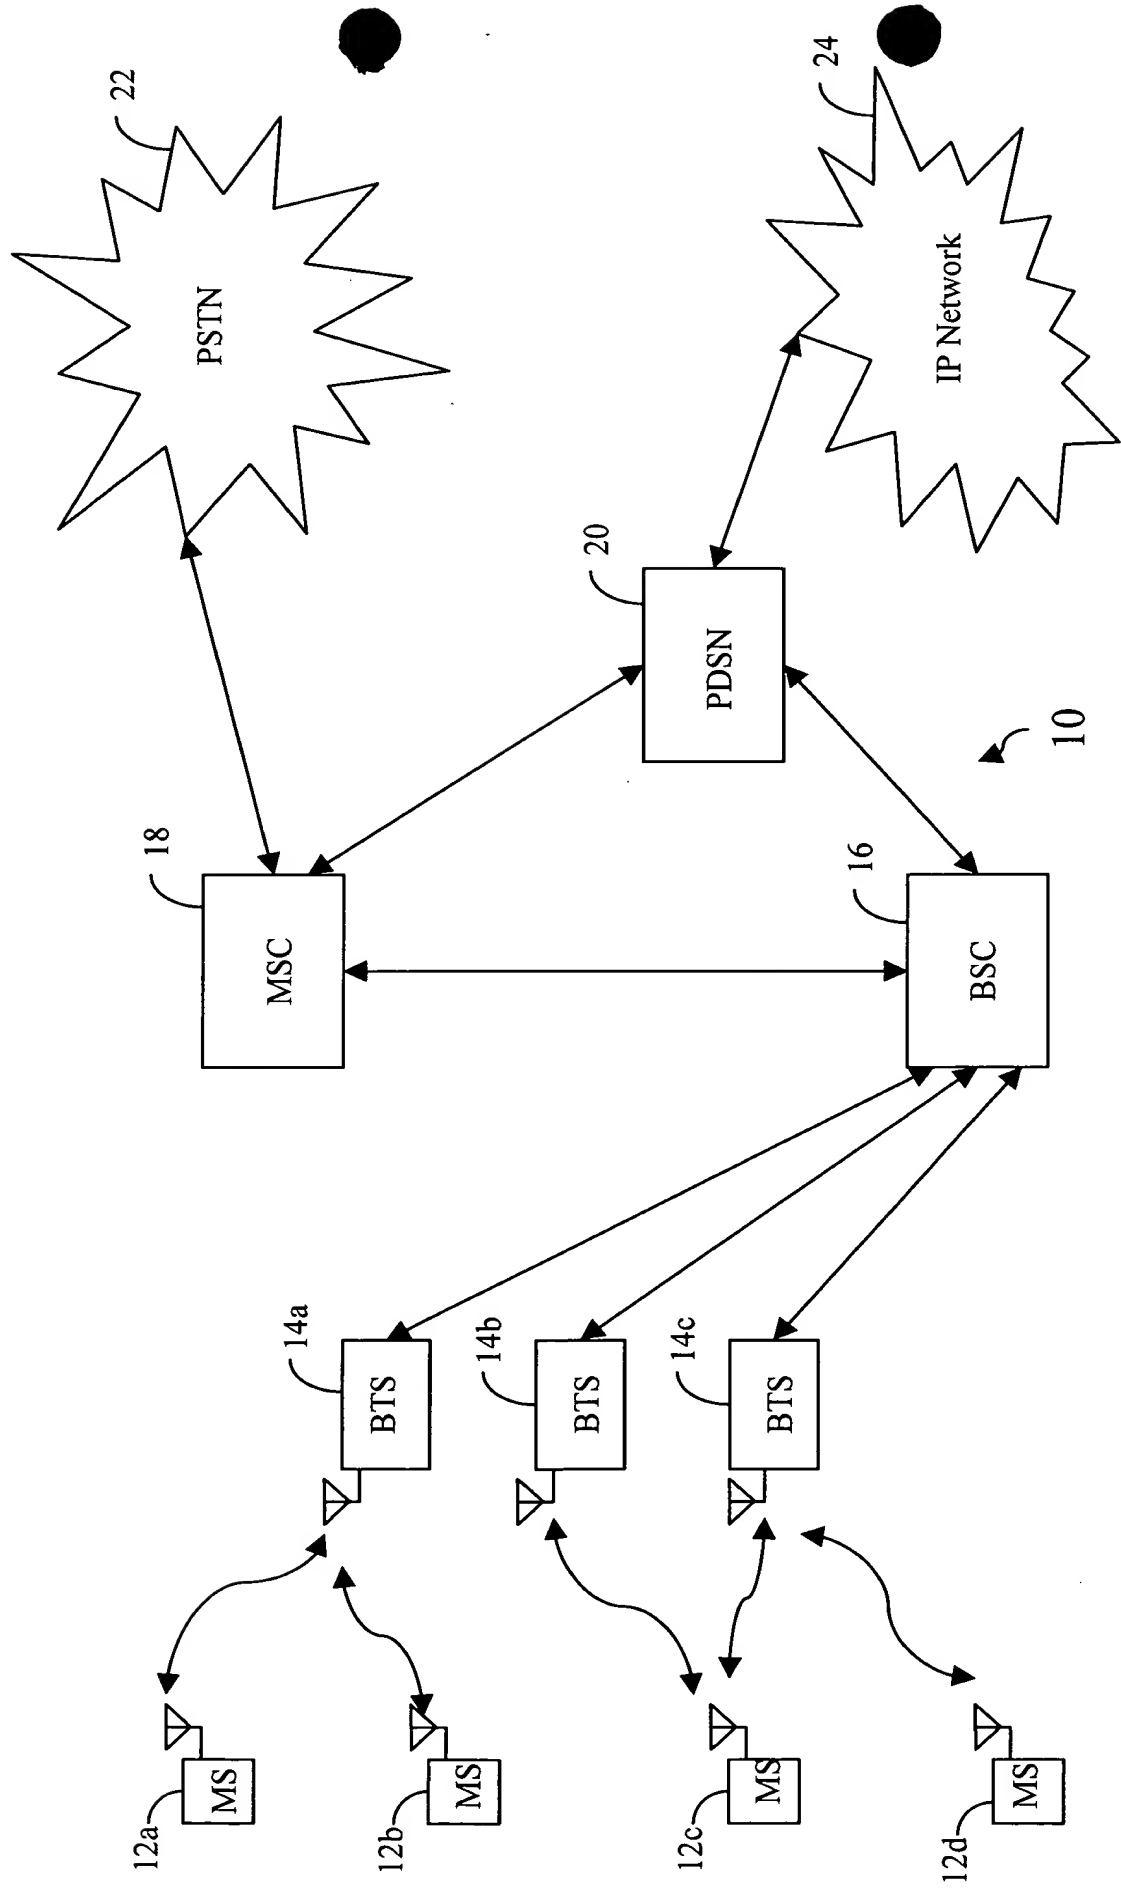 12a
MS
12b
MS
12c
MS
12d
MS
14a
BTS
14b
BTS
14c
BTS
18
MSC
16
BSC
20
PDSN
10
22
PSTN
24
IP Network